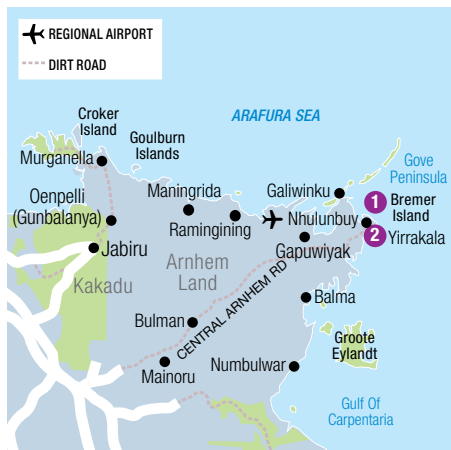 REGIONAL AIRPORT
DIRT ROAD
Croker
Island
ARAFURA SEA
Goulburn
Islands
Murganella
Gove
Peninsula
Oenpelli
(Gunbalanya)
Maningrida
Galiwinku
1
Bremer
Island
Ramingining
Nhulunbuy
2
Yirrakala
Jabiru
Gapuwiyak
Arnhem
Land
Kakadu
CENTRAL ARNHEM RD
Balma
Bulman
Groote
Eylandt
Mainoru
Numbulwar
Gulf Of
Carpentaria